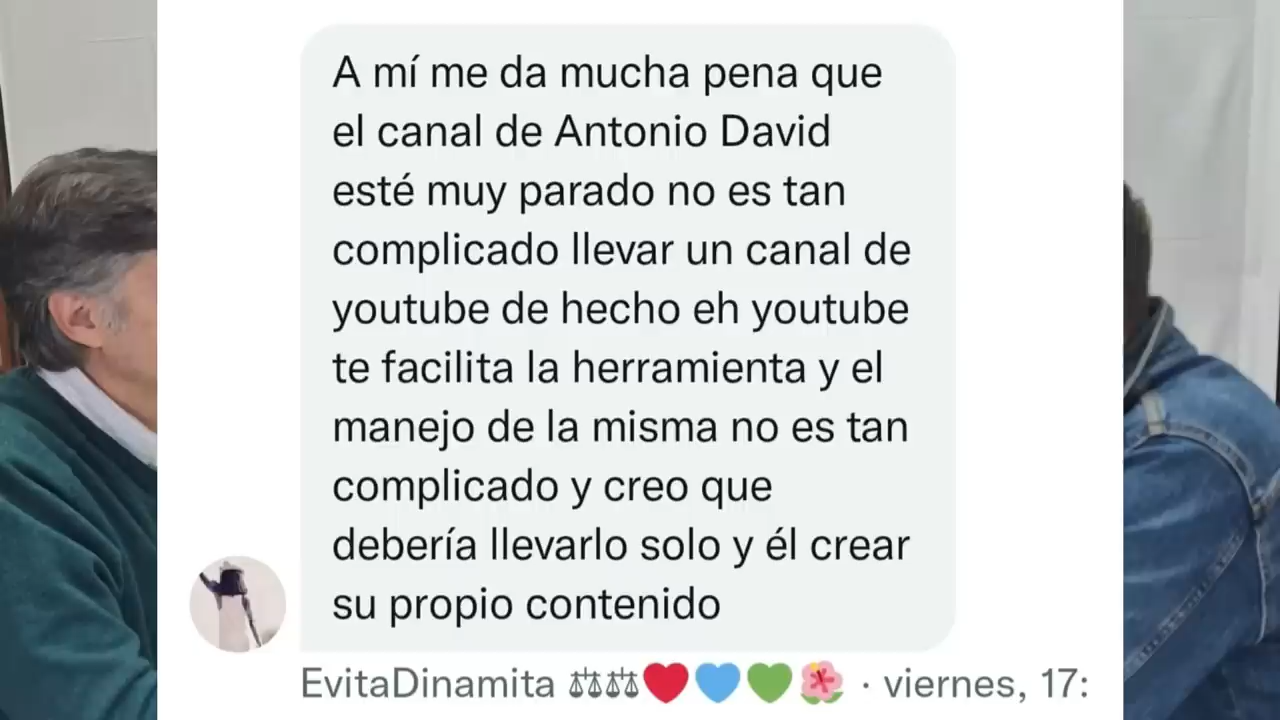 A mí me da mucha pena que
el canal de Antonio David
esté muy parado no es tan
complicado llevar un canal de
youtube de hecho eh youtube
te facilita la herramienta y el
manejo de la misma no es tan
complicado y creo que
debería llevarlo solo y él crear
su propio contenido
EvitaDinamita ⚖⚖❤️💙💚🌺 · viernes, 17: